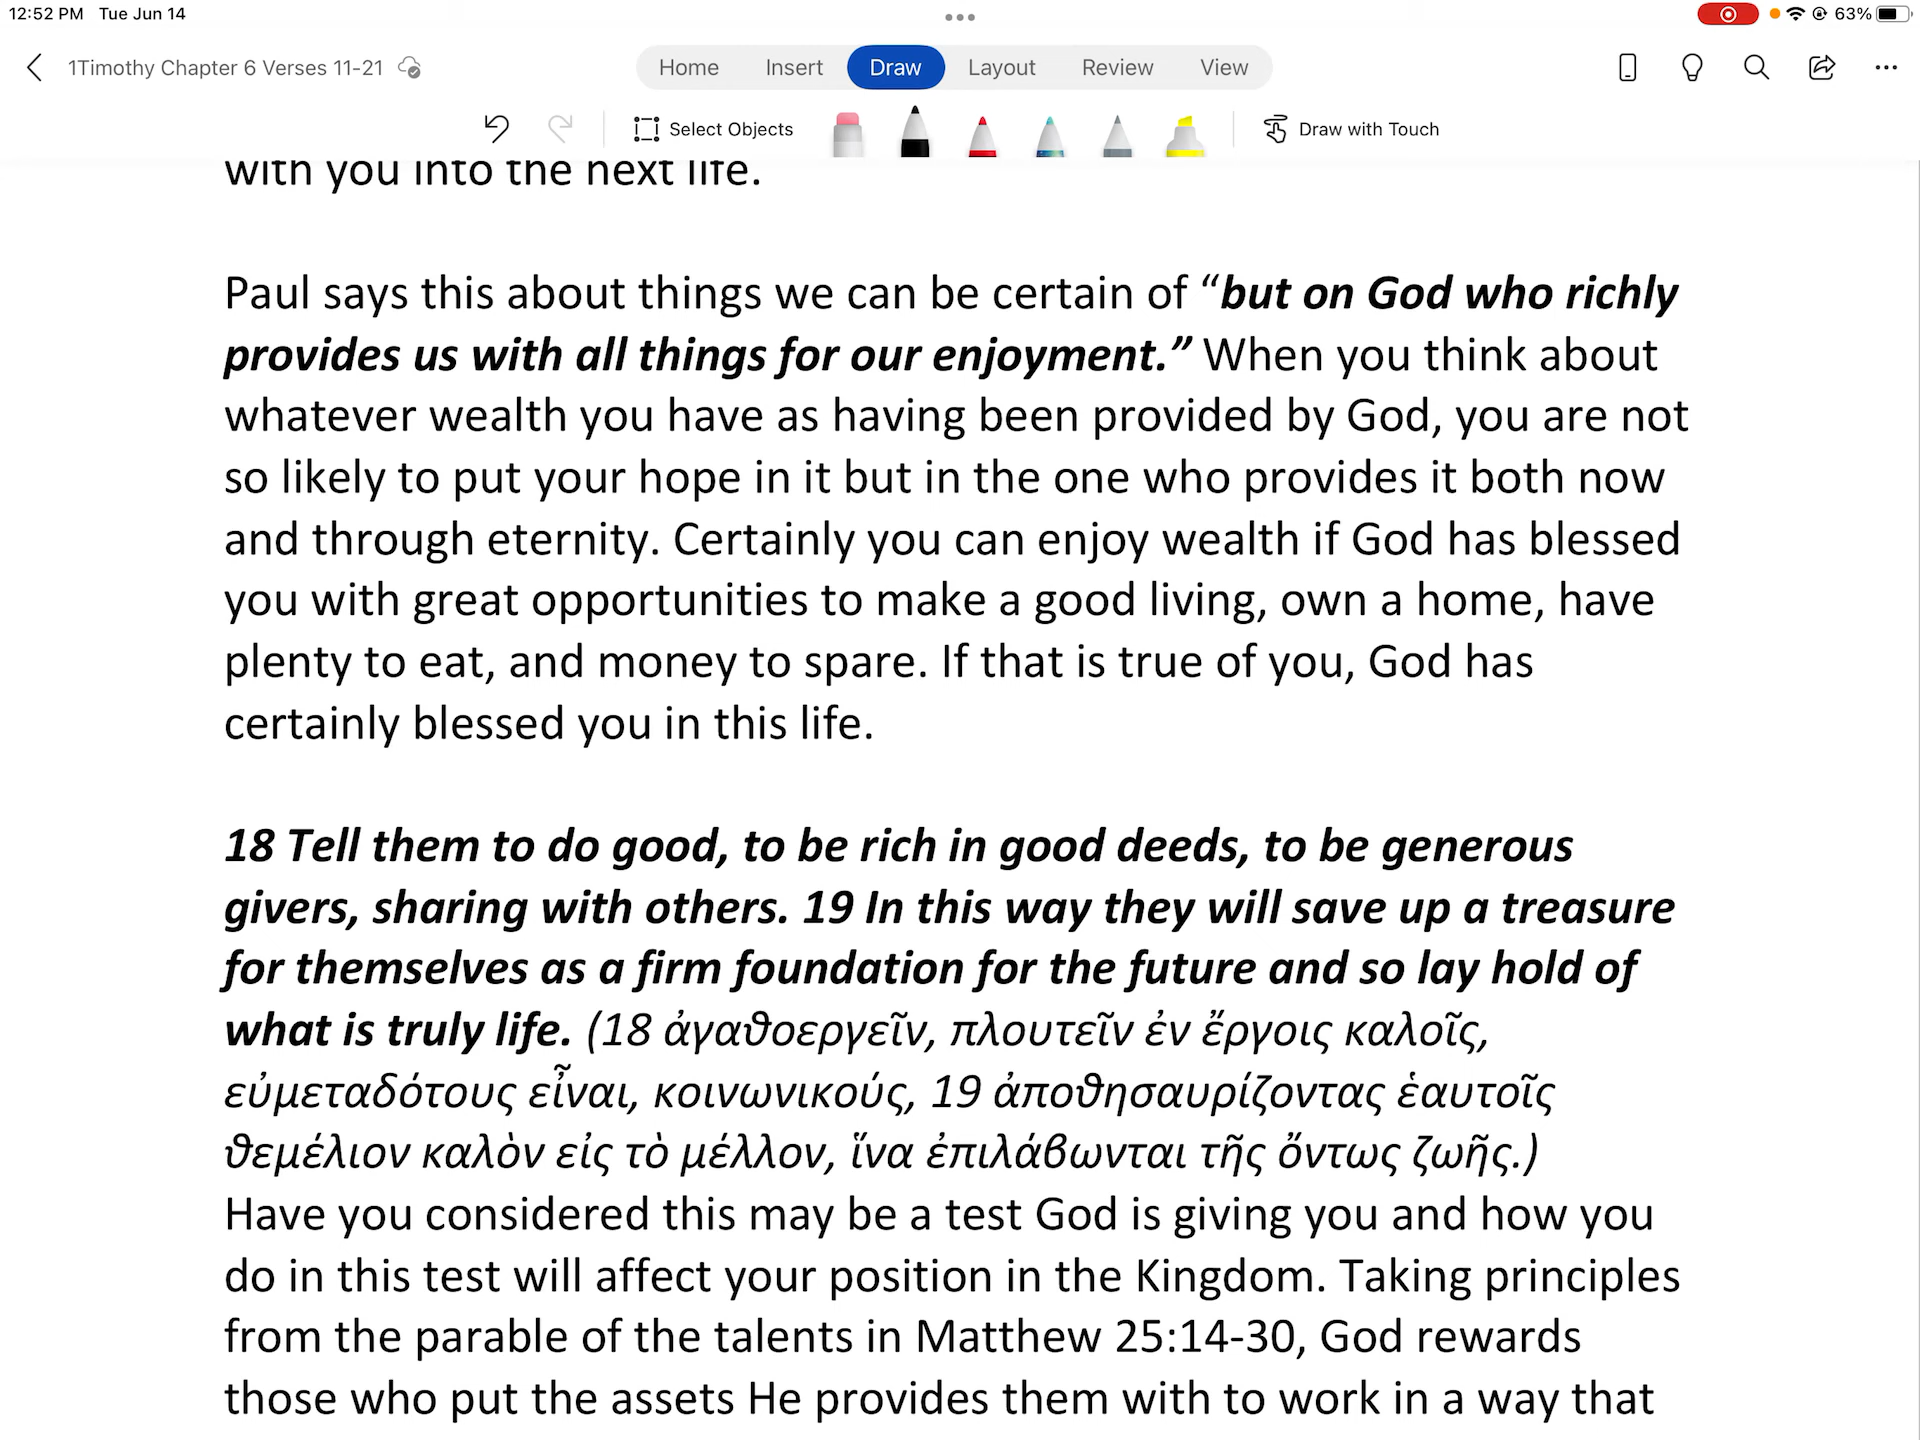 12:52 PM Tue Jun 14
63%
1Timothy Chapter 6 Verses 11-21
Home Insert Draw Layout Review View
Select Objects
Draw with Touch
with you into the next life.
Paul says this about things we can be certain of “but on God who richly
provides us with all things for our enjoyment.” When you think about
whatever wealth you have as having been provided by God, you are not
so likely to put your hope in it but in the one who provides it both now
and through eternity. Certainly you can enjoy wealth if God has blessed
you with great opportunities to make a good living, own a home, have
plenty to eat, and money to spare. If that is true of you, God has
certainly blessed you in this life.
18 Tell them to do good, to be rich in good deeds, to be generous
givers, sharing with others. 19 In this way they will save up a treasure
for themselves as a firm foundation for the future and so lay hold of
what is truly life. (18 ἀγαθοεργεῖν, πλουτεῖν ἐν ἔργοις καλοῖς,
εὐμεταδότους εἶναι, κοινωνικούς, 19 ἀποθησαυρίζοντας ἑαυτοῖς
θεμέλιον καλὸν εἰς τὸ μέλλον, ἵνα ἐπιλάβωνται τῆς ὄντως ζωῆς.)
Have you considered this may be a test God is giving you and how you
do in this test will affect your position in the Kingdom. Taking principles
from the parable of the talents in Matthew 25:14-30, God rewards
those who put the assets He provides them with to work in a way that